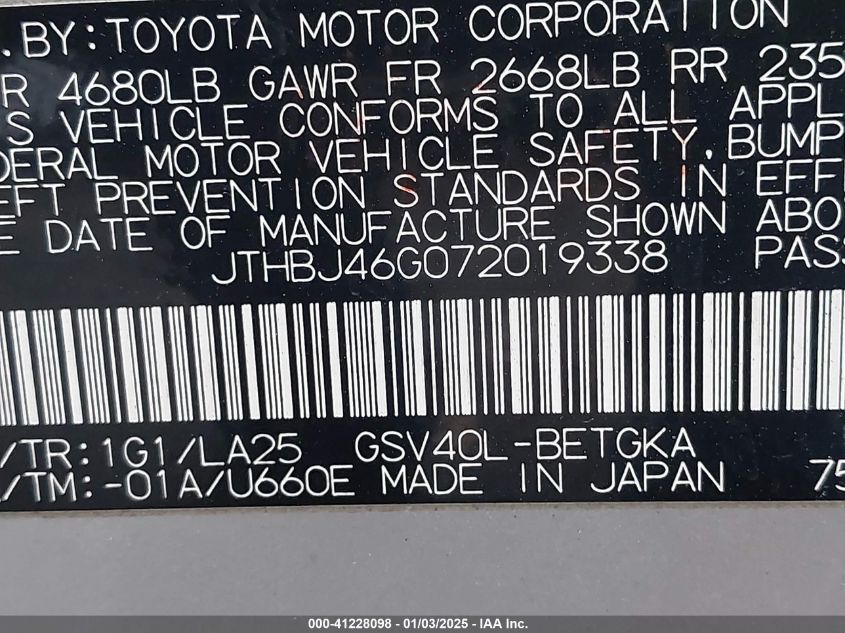 . BY: TOYOTA MOTOR CORPORATION
R 4680LB GAWR FR 2668LB RR 235
S VEHICLE CONFORMS TO ALL APPL
DERAL MOTOR VEHICLE SAFETY, BUMP
EFT PREVENTION STANDARDS IN EFF
E DATE OF MANUFACTURE SHOWN ABO
JTHBJ46G072019338 PASS
/TR: 1G1/LA25 GSV40L-BETGKA
/TM: -01A/U660E MADE IN JAPAN 75
000-41228098 - 01/03/2025 - IAA Inc.